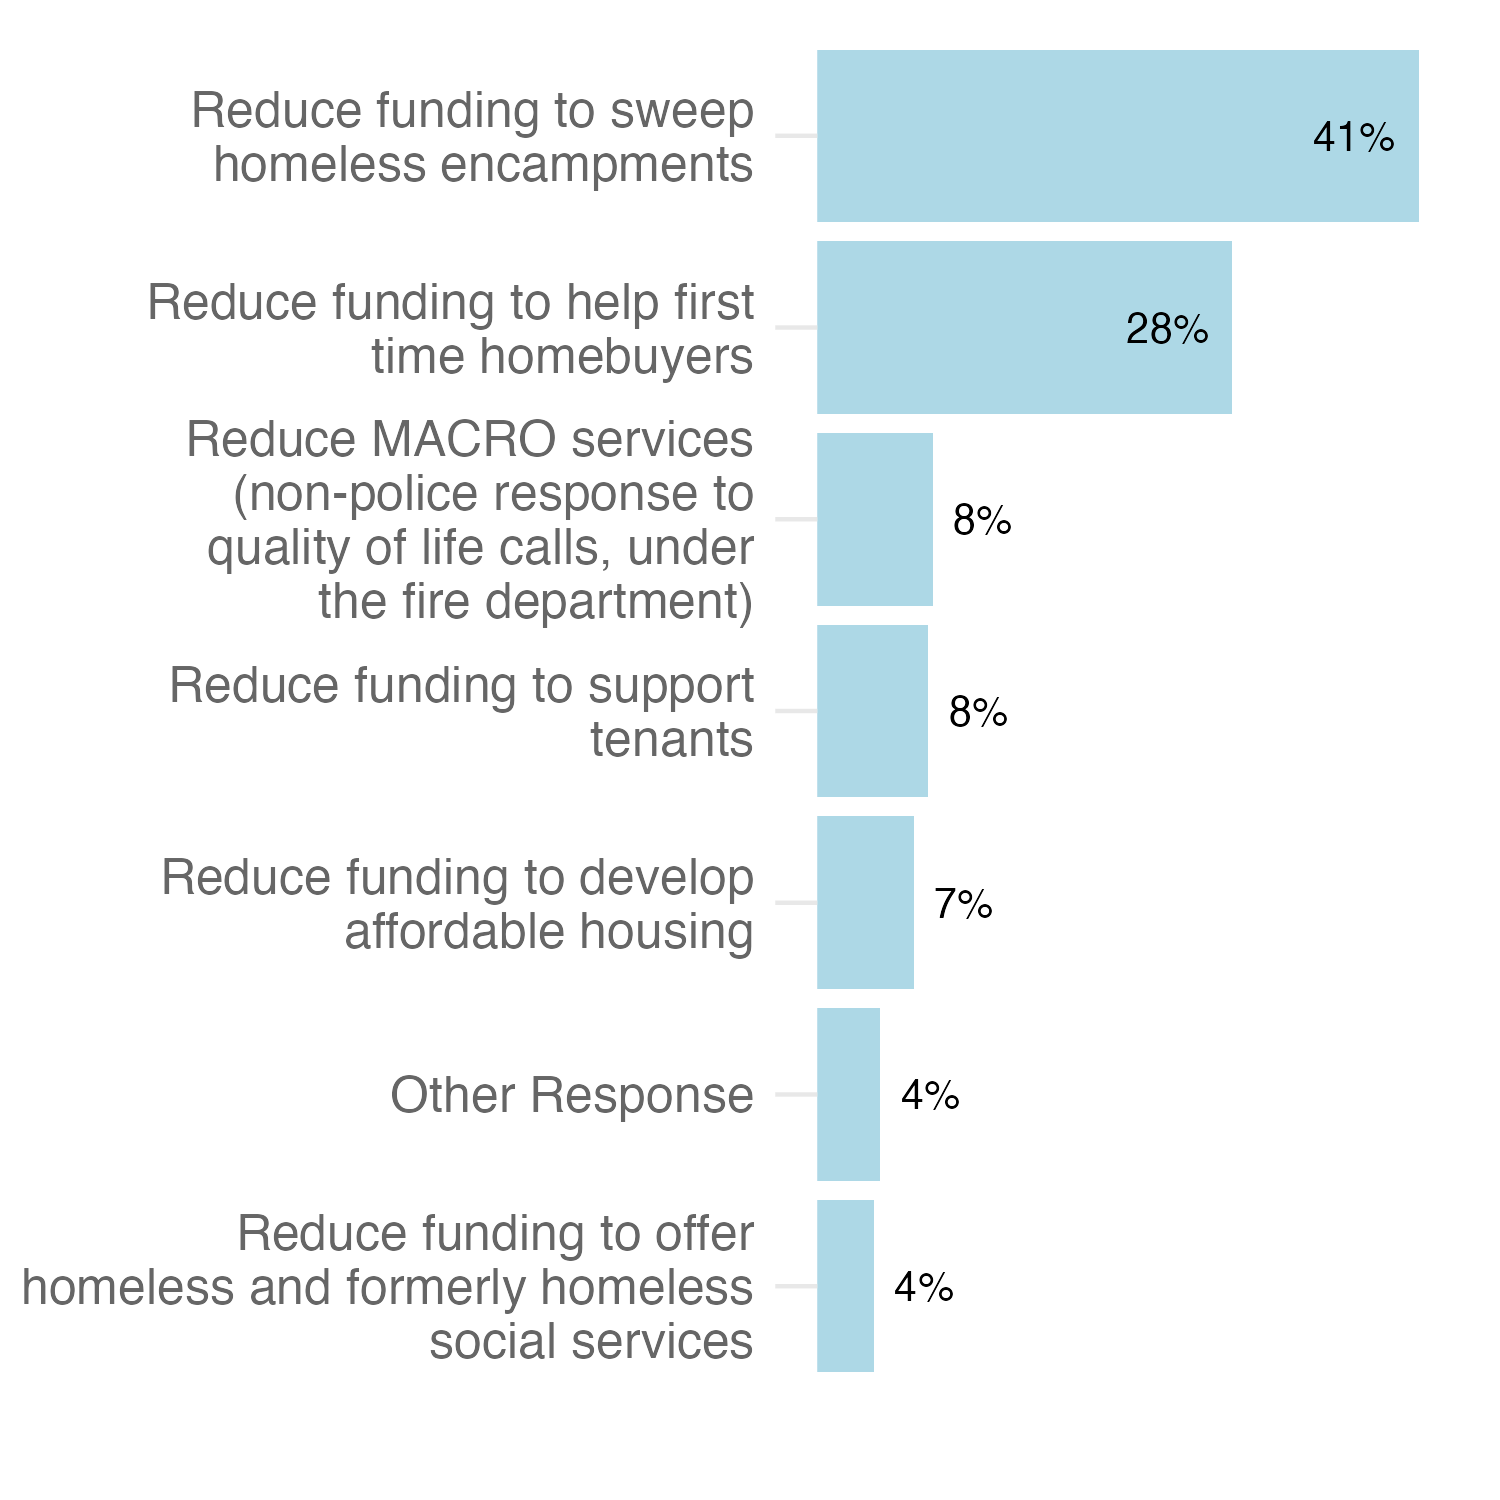 Reduce funding to sweep
homeless encampments
41%
Reduce funding to help first
time homebuyers
28%
Reduce MACRO services
(non-police response to
quality of life calls, under
the fire department)
8%
Reduce funding to support
tenants
8%
Reduce funding to develop
affordable housing
7%
Other Response
4%
Reduce funding to offer
homeless and formerly homeless
social services
4%